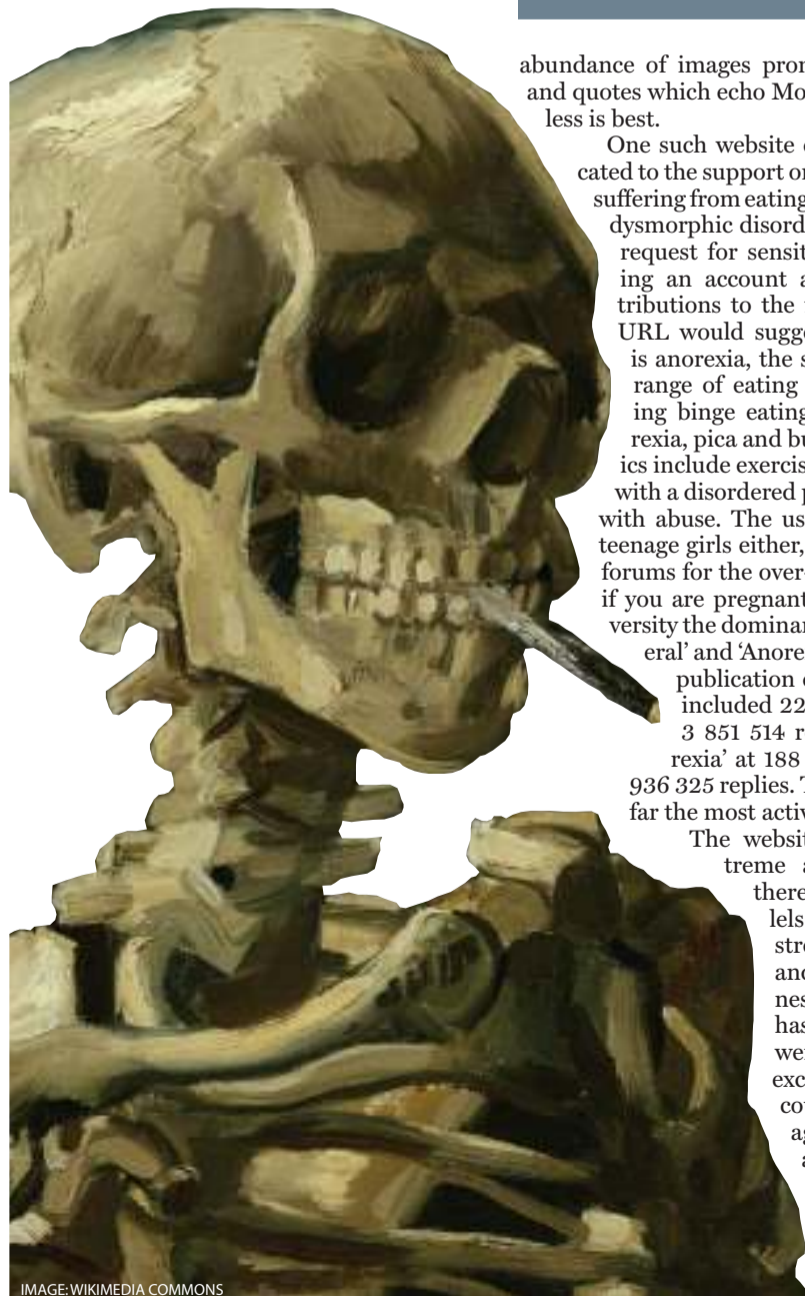 abundance of images pron
and quotes which echo Mo
less is best.
One such website
cated to the support or
suffering from eating
dysmorphic disord
request for sensit
ing an account a
tributions to the
URL would sugge
is anorexia, the s
range of eating
ing binge eating
rexia, pica and bu
ics include exercis
with a disordered p
with abuse. The us
teenage girls either,
forums for the over-
if you are pregnant
versity the dominan
eral’ and ‘Anore
publication
included 22
3 851 514 r
rexia’ at 188
936 325 replies. T
far the most activ
The websit
treme a
there
lels
stre
and
nes
has
wer
exc
cou
ag
a
IMAGE: WIKIMEDIA COMMONS